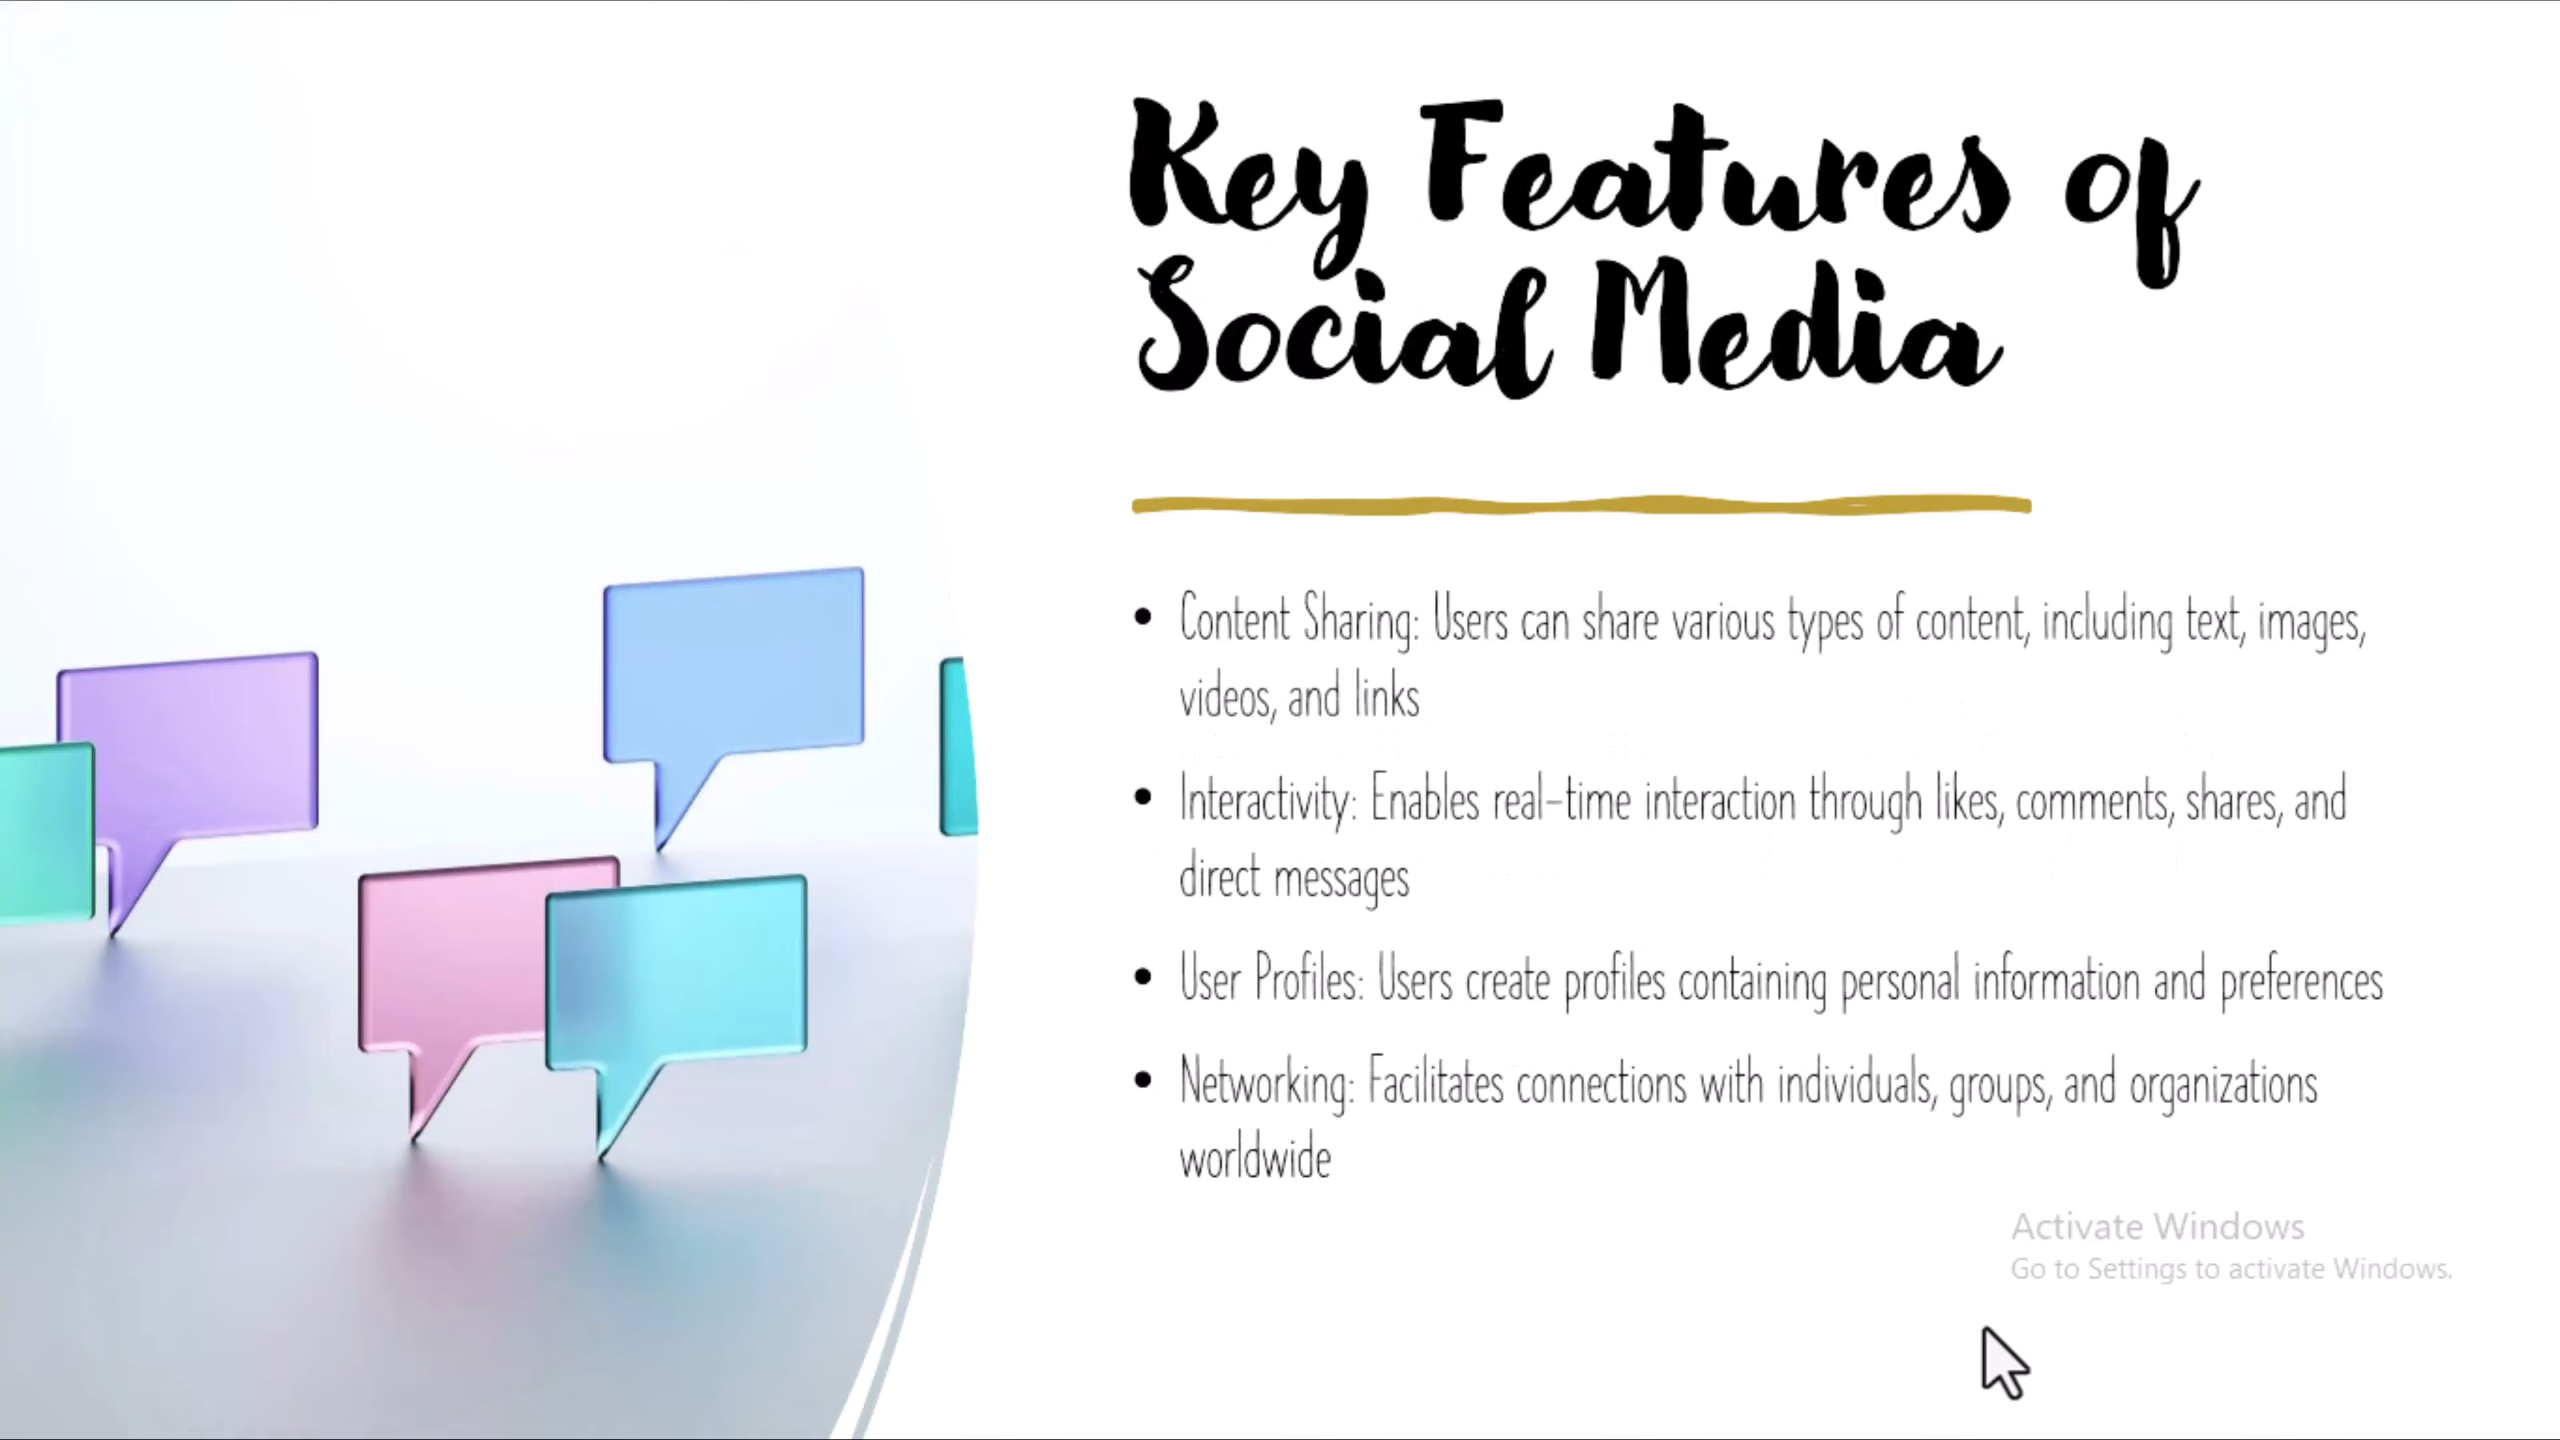 Key Features of
Social Media
• Content Sharing: Users can share various types of content, including text, images,
videos, and links
• Interactivity: Enables real-time interaction through likes, comments, shares, and
direct messages
• User Profiles: Users create profiles containing personal information and preferences
• Networking: Facilitates connections with individuals, groups, and organizations
worldwide
Activate Windows
Go to Settings to activate Windows.